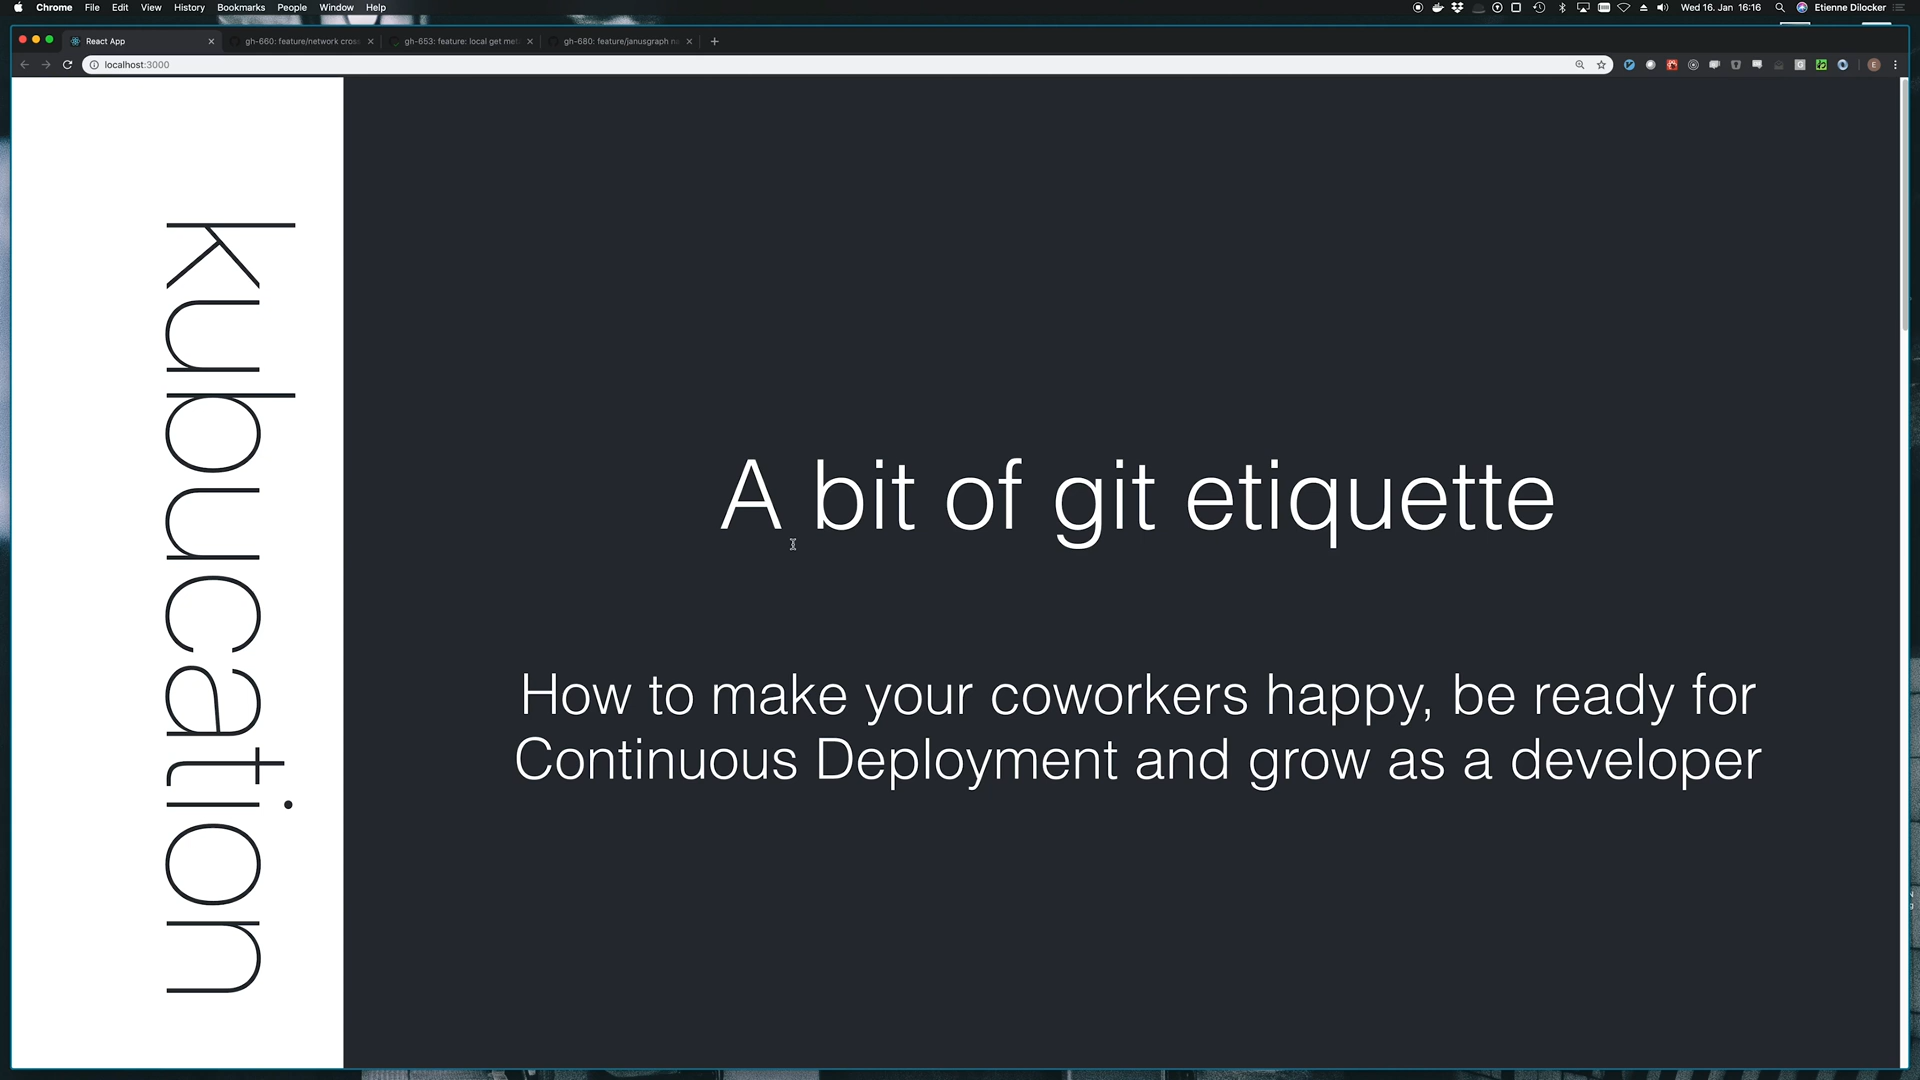 Chrome File Edit View History Bookmarks People Window Help
Wed 16. Jan 16:16 Etienne Dilocker
React App
gh-660: feature/network cros
gh-653: feature: local get me
gh-680: feature/janusgraph n
localhost:3000
E
kubucation
A bit of git etiquette
How to make your coworkers happy, be ready for
Continuous Deployment and grow as a developer